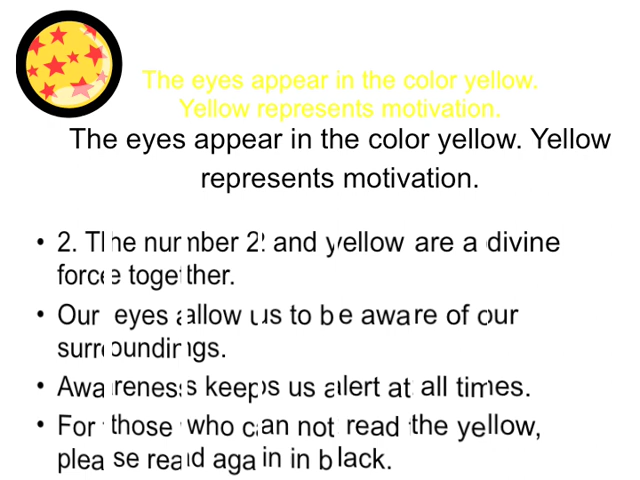 The eyes appear in the color yellow.
Yellow represents motivation.
The eyes appear in the color yellow. Yellow
represents motivation.
• 2. The number 2 and yellow are a divine
force together.
• Our eyes allow us to be aware of our
surroundings.
• Awareness keeps us alert at all times.
• For those who can not read the yellow,
please read again in black.